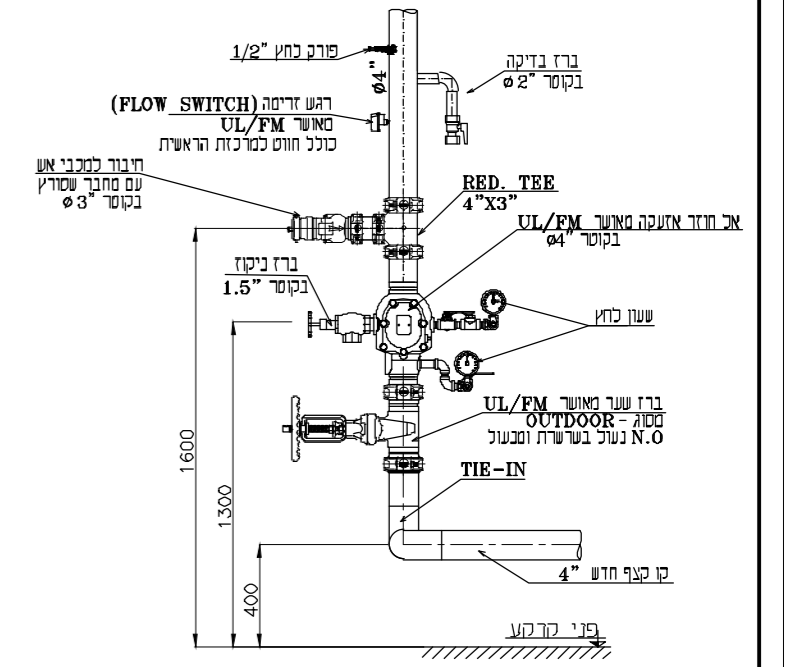 פורק לחץ 1/2"
ø4"
ברז בדיקה
בקוטר ø2"
רגש זרימה (FLOW SWITCH)
מאושר UL/FM
כולל חווט למרכזת הראשית
חיבור למכבי אש
עם מחבר שטורץ
בקוטר ø3"
RED. TEE
4"X3"
אל חוזר אזעקה מאושר UL/FM
בקוטר ø4"
ברז ניקוז
בקוטר 1.5"
שעון לחץ
ברז שער מאושר UL/FM
מסוג - OUTDOOR
N.O נעול בשרשרת ומנעול
TIE-IN
קו קצף חדש 4"
1600
1300
400
פני קרקע